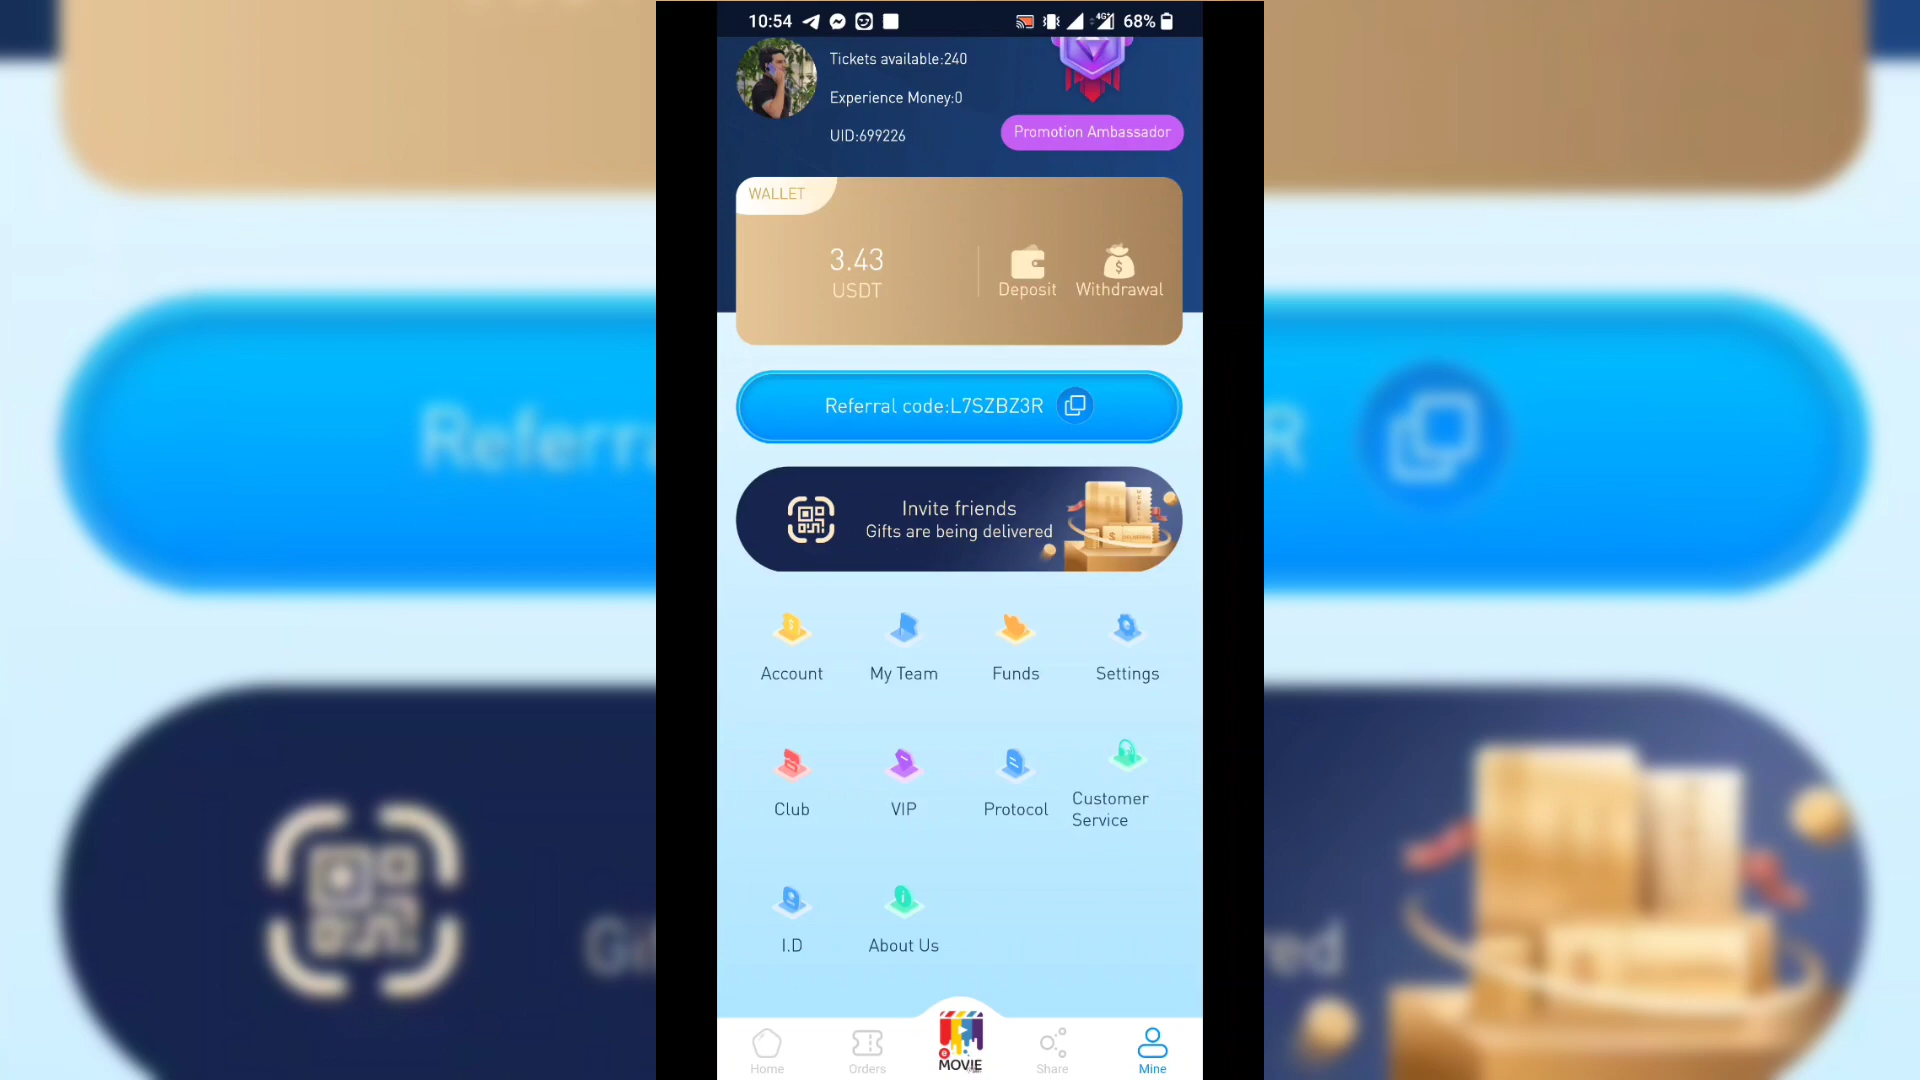 10:54
4G+
68%
Tickets available:240
Experience Money:0
UID:699226
Promotion Ambassador
WALLET
3.43
USDT
Deposit
Withdrawal
Referral code:L7SZBZ3R
Invite friends
Gifts are being delivered
Account
My Team
Funds
Settings
Club
VIP
Protocol
Customer
Service
I.D
About Us
Home
Orders
e
MOVIE
Share
Mine